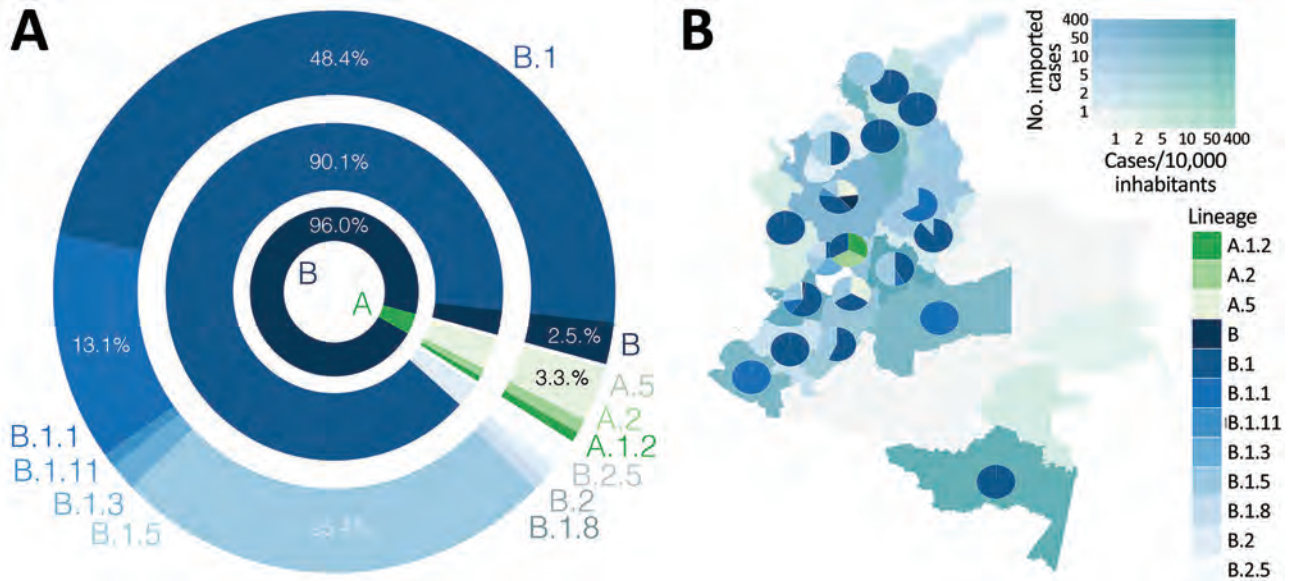 A
B.1
48.4%
90.1%
96.0%
B
A
2.5.%
B
13.1%
3.3.%
A.5
A.2
A.1.2
B.1.1
B.1.11
B.1.3
B.1.5
B.2.5
B.2
B.1.8
B
No. imported
cases
400
50
10
5
2
1
1 2 5 10 50 400
Cases/10,000
inhabitants
Lineage
A.1.2
A.2
A.5
B
B.1
B.1.1
B.1.11
B.1.3
B.1.5
B.1.8
B.2
B.2.5